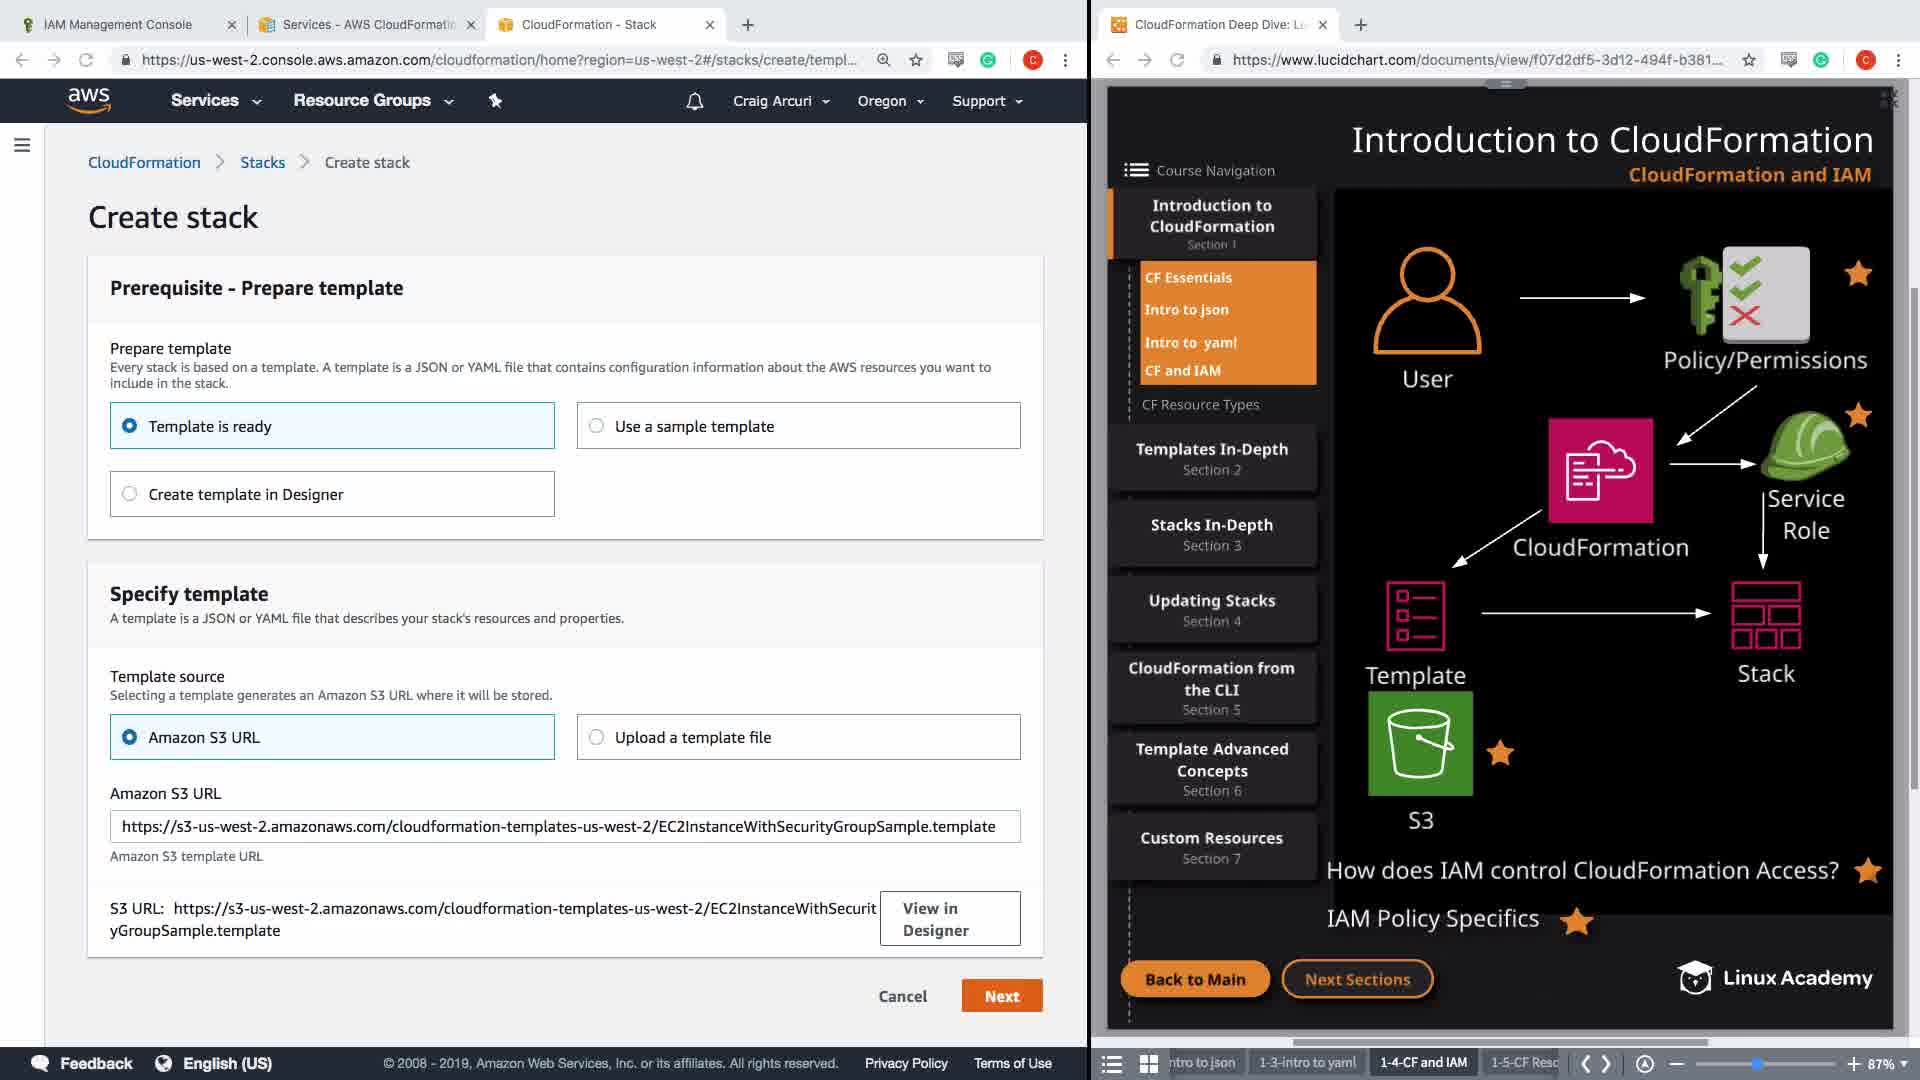 IAM Management Console
Services - AWS CloudFormatio
CloudFormation - Stack
https://us-west-2.console.aws.amazon.com/cloudformation/home?region=us-west-2#/stacks/create/templ...
C
aws
Services
Resource Groups
Craig Arcuri
Oregon
Support
CloudFormation
Stacks
Create stack
Create stack
Prerequisite - Prepare template
Prepare template
Every stack is based on a template. A template is a JSON or YAML file that contains configuration information about the AWS resources you want to
include in the stack.
Template is ready
Use a sample template
Create template in Designer
Specify template
A template is a JSON or YAML file that describes your stack's resources and properties.
Template source
Selecting a template generates an Amazon S3 URL where it will be stored.
Amazon S3 URL
Upload a template file
Amazon S3 URL
https://s3-us-west-2.amazonaws.com/cloudformation-templates-us-west-2/EC2InstanceWithSecurityGroupSample.template
Amazon S3 template URL
S3 URL: https://s3-us-west-2.amazonaws.com/cloudformation-templates-us-west-2/EC2InstanceWithSecurit
yGroupSample.template
View in
Designer
Cancel
Next
Feedback
English (US)
© 2008 - 2019, Amazon Web Services, Inc. or its affiliates. All rights reserved.
Privacy Policy
Terms of Use
CloudFormation Deep Dive: Le
https://www.lucidchart.com/documents/view/f07d2df5-3d12-494f-b381...
C
Introduction to CloudFormation
CloudFormation and IAM
Course Navigation
Introduction to
CloudFormation
Section 1
CF Essentials
Intro to json
Intro to yaml
CF and IAM
CF Resource Types
Templates In-Depth
Section 2
Stacks In-Depth
Section 3
Updating Stacks
Section 4
CloudFormation from
the CLI
Section 5
Template Advanced
Concepts
Section 6
Custom Resources
Section 7
User
Policy/Permissions
CloudFormation
Service
Role
Template
Stack
S3
How does IAM control CloudFormation Access?
IAM Policy Specifics
Back to Main
Next Sections
Linux Academy
ntro to json
1-3-intro to yaml
1-4-CF and IAM
1-5-CF Reso
87%